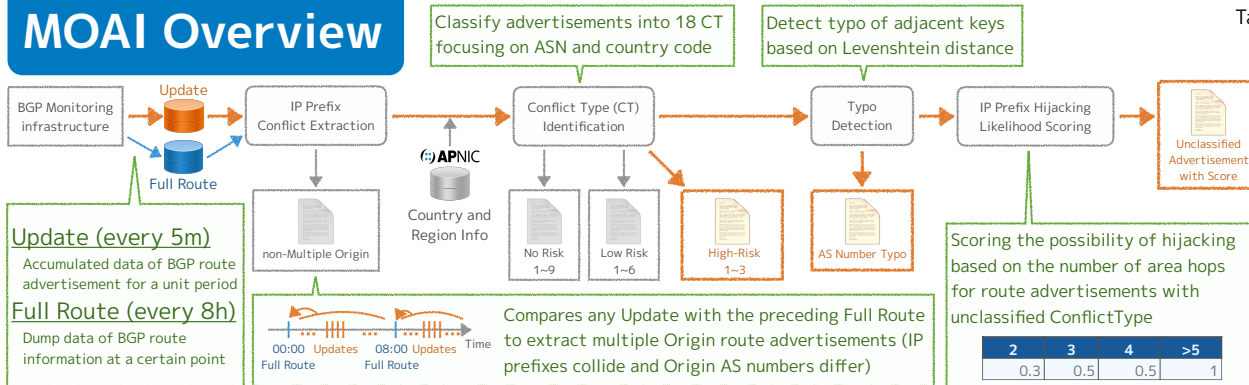 MOAI Overview
Classify advertisements into 18 CT
focusing on ASN and country code
Detect typo of adjacent keys
based on Levenshtein distance
Ta
BGP Monitoring
infrastructure
Update
Full Route
IP Prefix
Conflict Extraction
APNIC
Country and
Region Info
Conflict Type (CT)
Identification
Typo
Detection
IP Prefix Hijacking
Likelihood Scoring
Unclassified
Advertisement
with Score
non-Multiple Origin
No Risk
1~9
Low Risk
1~6
High-Risk
1~3
AS Number Typo
Update (every 5m)
Accumulated data of BGP route
advertisement for a unit period
Full Route (every 8h)
Dump data of BGP route
information at a certain point
00:00 Updates 08:00 Updates Time
Full Route Full Route
Compares any Update with the preceding Full Route
to extract multiple Origin route advertisements (IP
prefixes collide and Origin AS numbers differ)
Scoring the possibility of hijacking
based on the number of area hops
for route advertisements with
unclassified ConflictType
2 3 4 >5
0.3 0.5 0.5 1